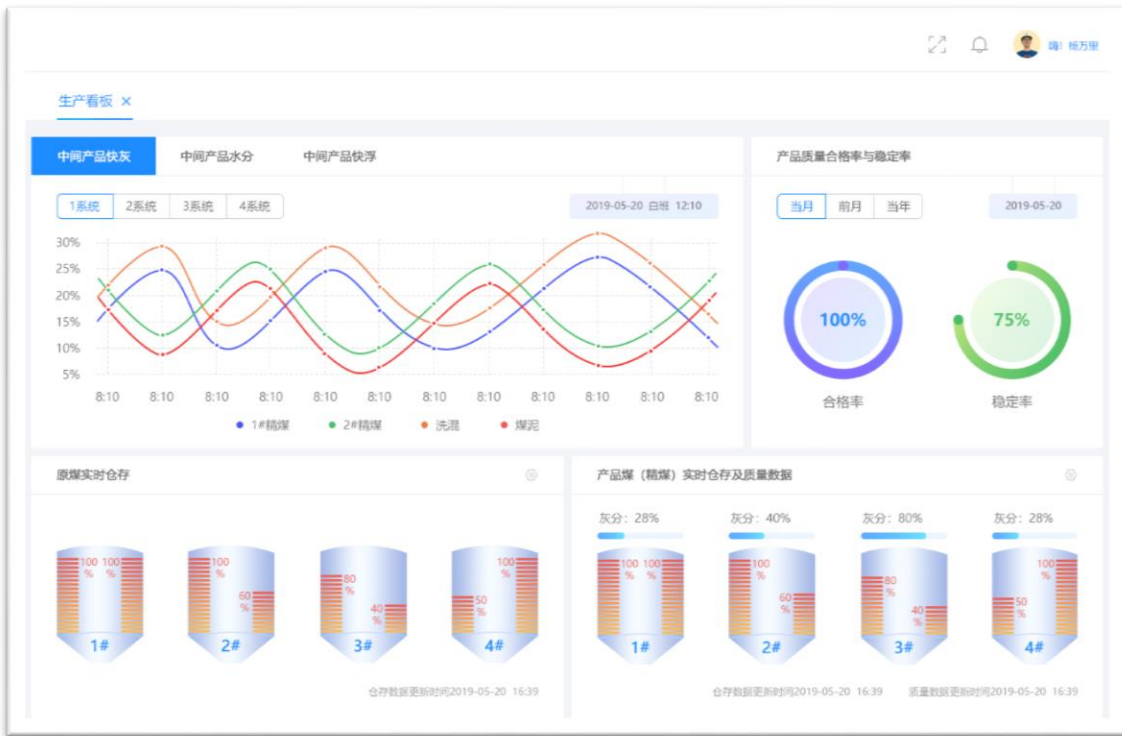 嗨! 杨万里
生产看板 ×
中间产品快灰 中间产品水分 中间产品快浮
1系统 2系统 3系统 4系统
2019-05-20 白班 12:10
30%
25%
20%
15%
10%
5%
8:10 8:10 8:10 8:10 8:10 8:10 8:10 8:10 8:10 8:10 8:10 8:10
1#精煤 2#精煤 洗混 煤泥
产品质量合格率与稳定率
当月 前月 当年
2019-05-20
100% 75%
合格率 稳定率
原煤实时仓存
100% 100% 100% 60% 80% 40% 50% 100%
1# 2# 3# 4#
仓存数据更新时间2019-05-20 16:39
产品煤(精煤)实时仓存及质量数据
灰分: 28% 灰分: 40% 灰分: 80% 灰分: 28%
100% 100% 100% 60% 80% 40% 50% 100%
1# 2# 3# 4#
仓存数据更新时间2019-05-20 16:39 质量数据更新时间2019-05-20 16:39